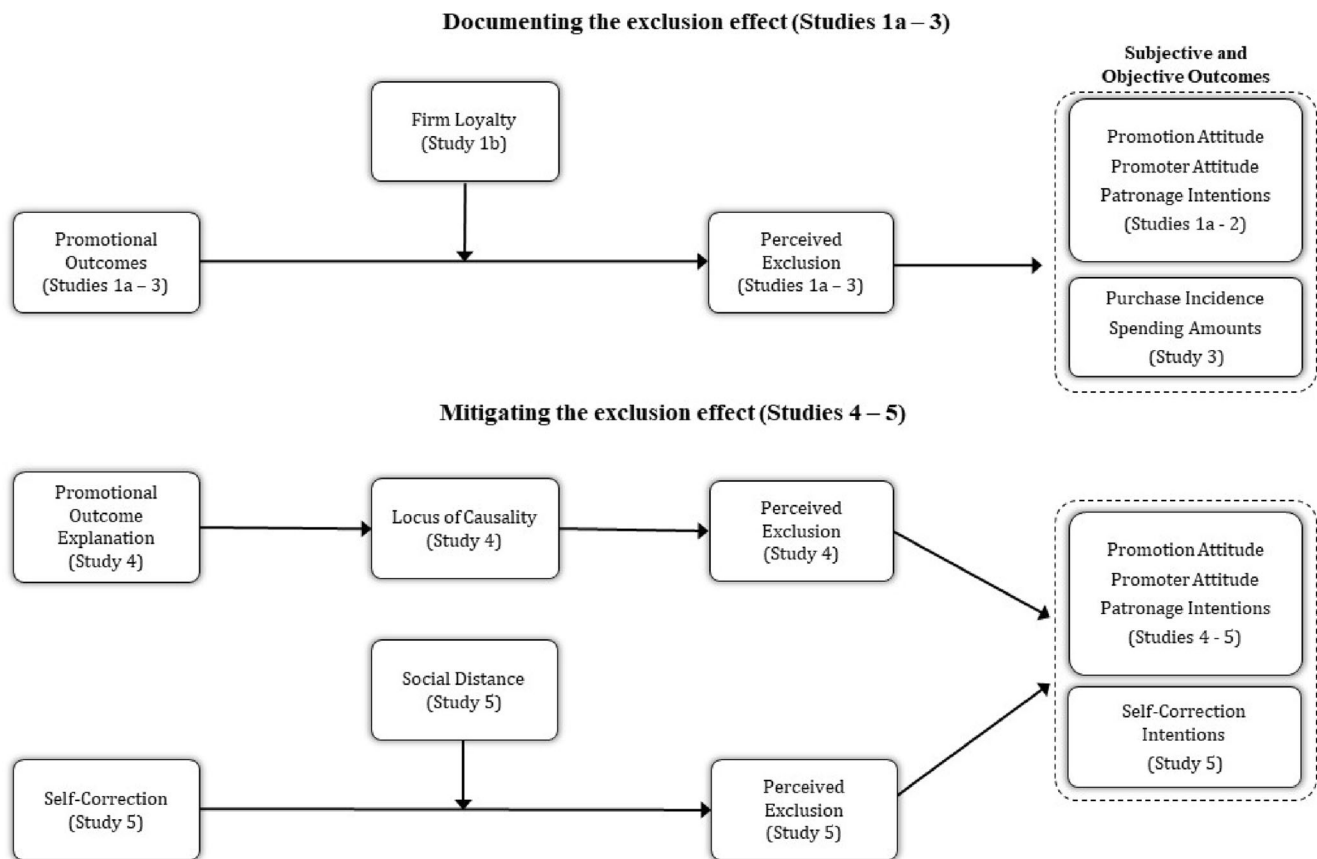 Documenting the exclusion effect (Studies 1a – 3)
Subjective and
Objective Outcomes
Firm Loyalty
(Study 1b)
Promotional
Outcomes
(Studies 1a – 3)
Perceived
Exclusion
(Studies 1a – 3)
Promotion Attitude
Promoter Attitude
Patronage Intentions
(Studies 1a - 2)
Purchase Incidence
Spending Amounts
(Study 3)
Mitigating the exclusion effect (Studies 4 – 5)
Promotional
Outcome
Explanation
(Study 4)
Locus of Causality
(Study 4)
Perceived
Exclusion
(Study 4)
Promotion Attitude
Promoter Attitude
Patronage Intentions
(Studies 4 - 5)
Social Distance
(Study 5)
Self-Correction
(Study 5)
Perceived
Exclusion
(Study 5)
Self-Correction
Intentions
(Study 5)